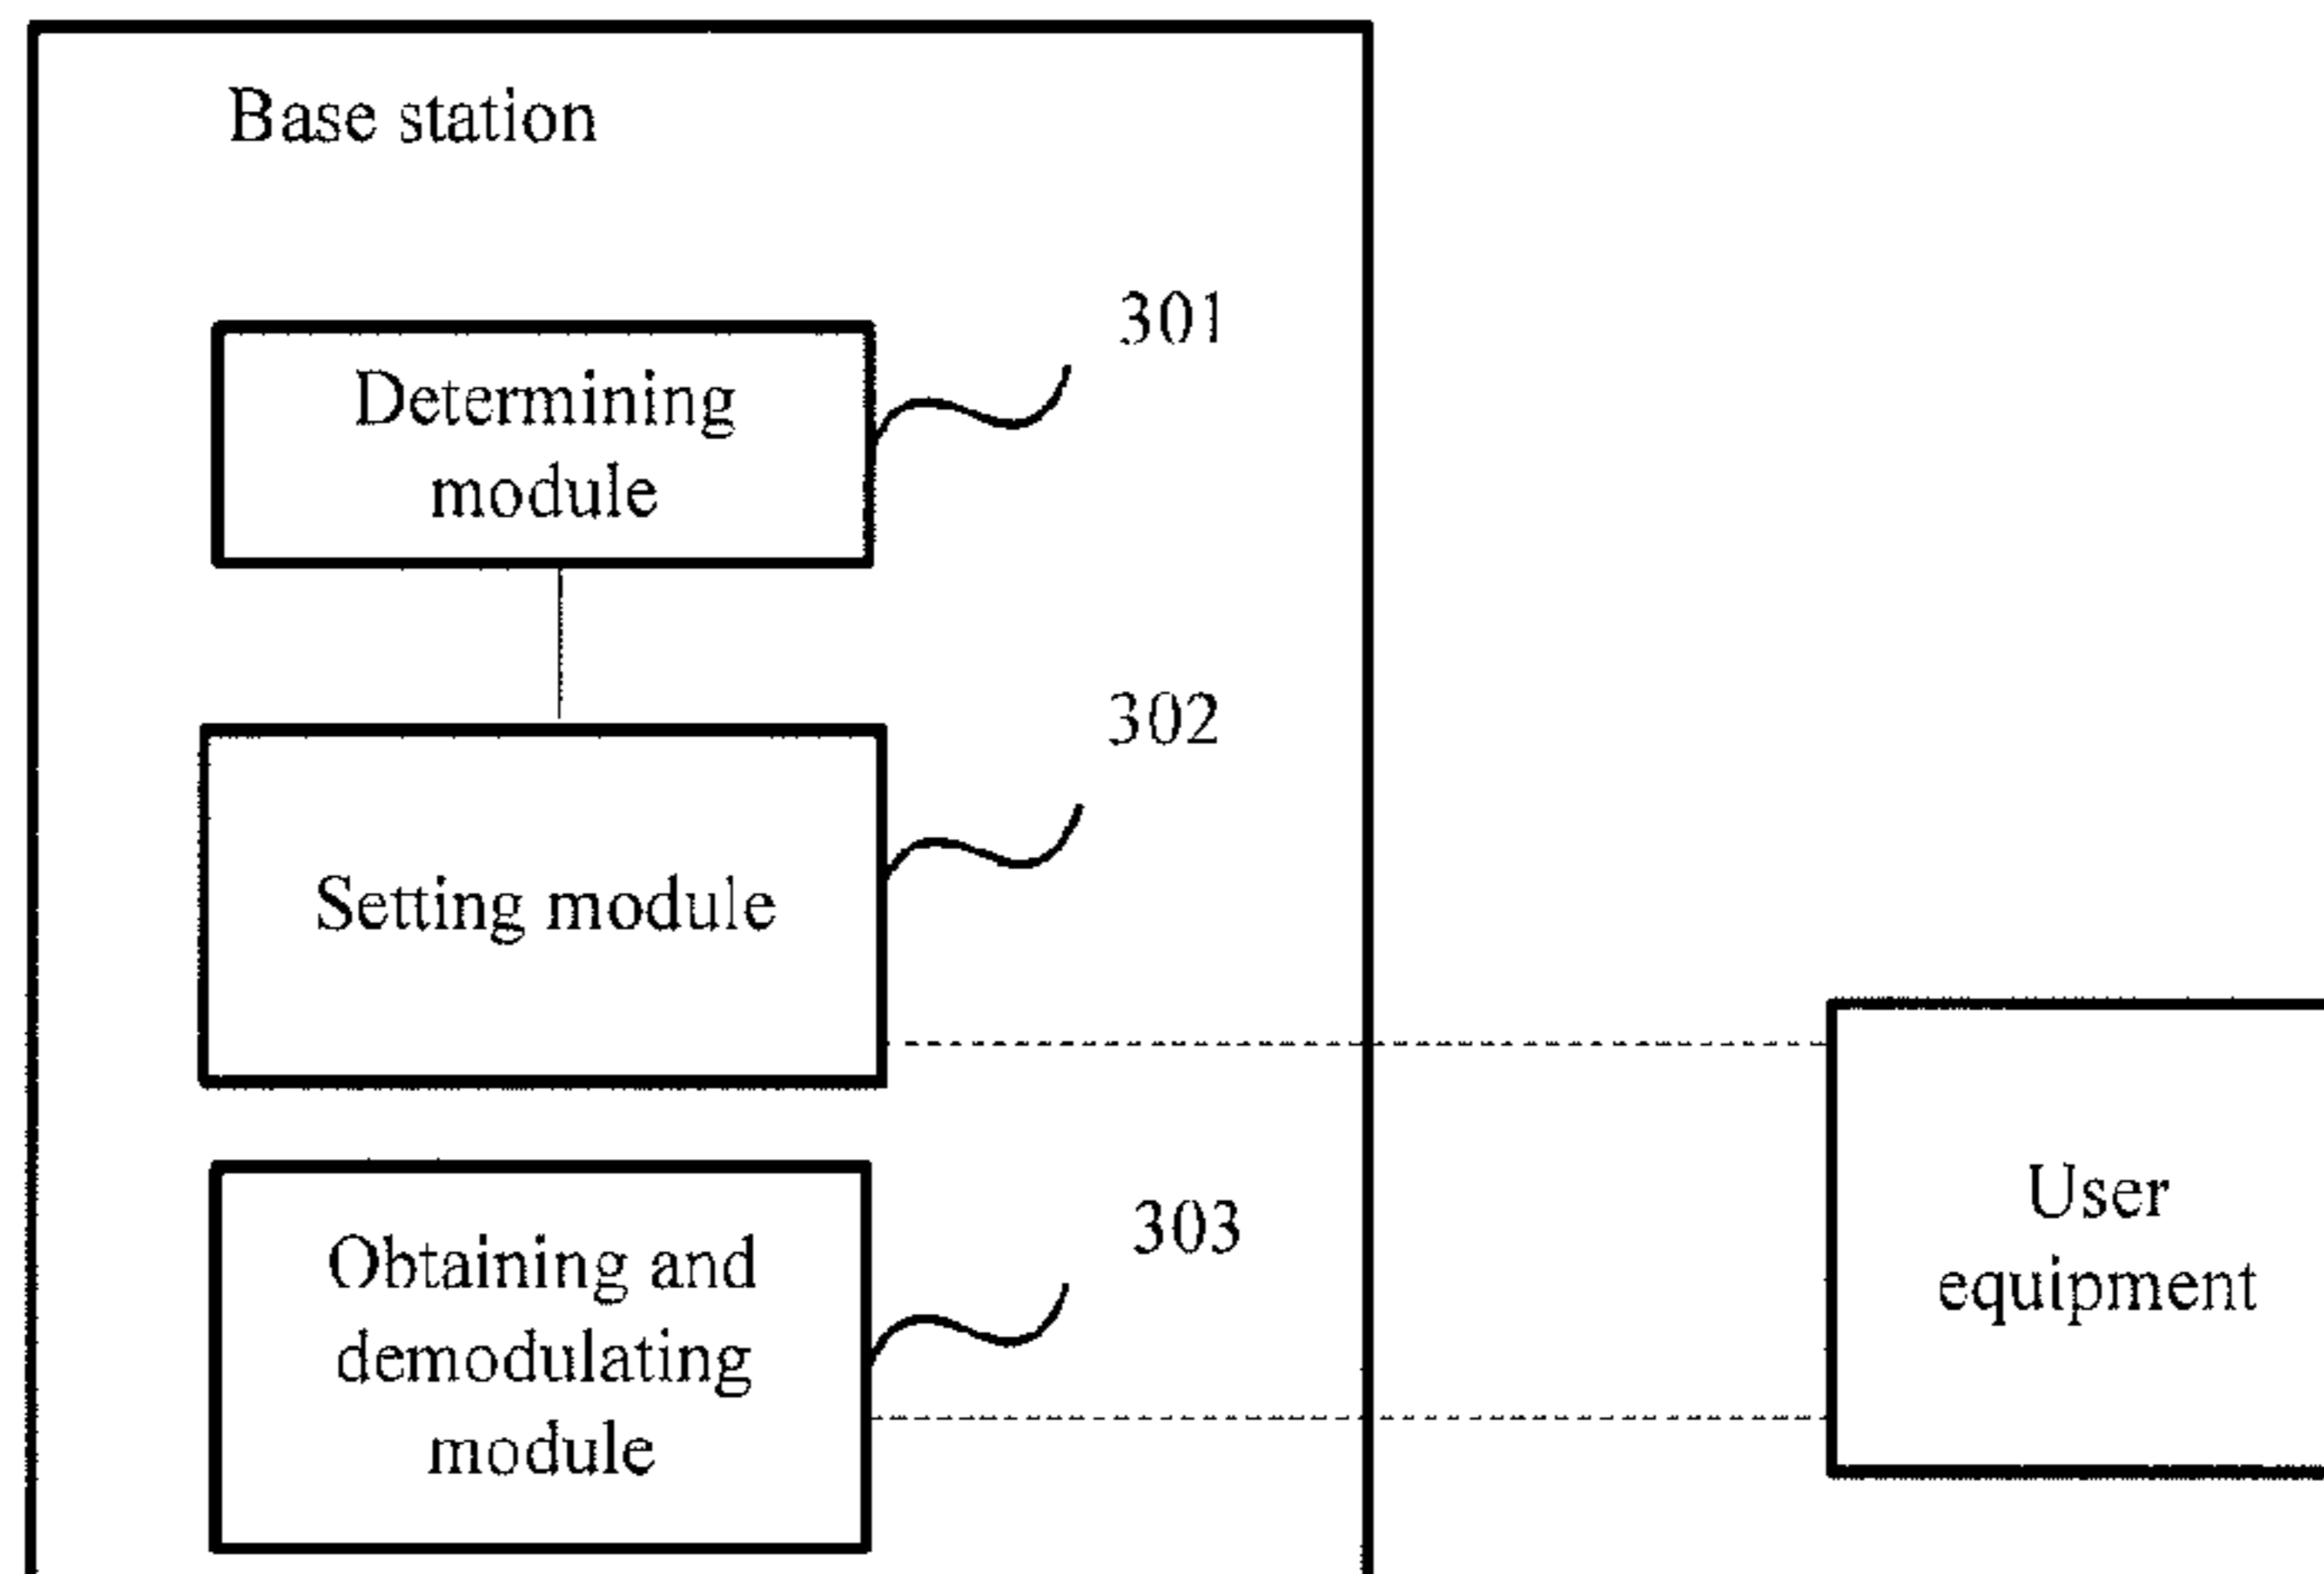 Base station
301
Determining
module
302
Setting module
303
Obtaining and
demodulating
module
User
equipment